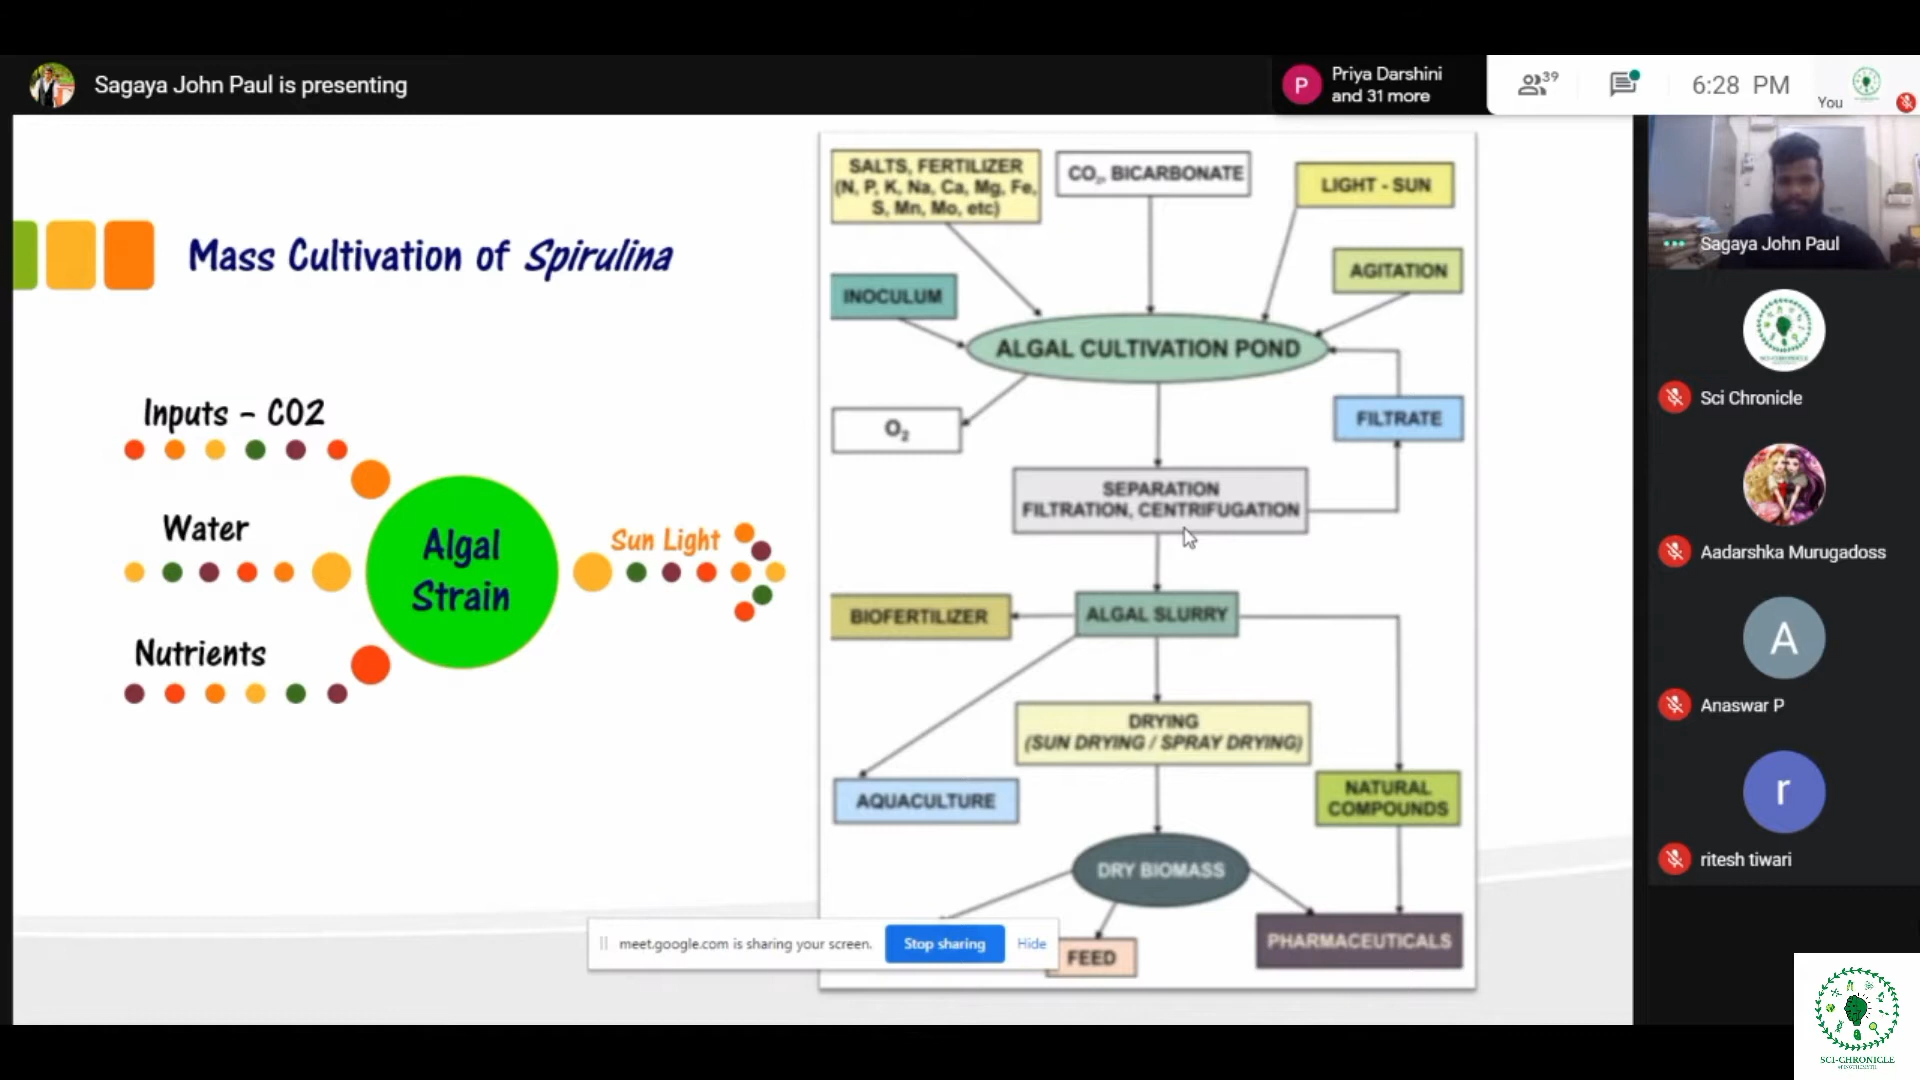 Sagaya John Paul is presenting
P
Priya Darshini
and 31 more
39
6:28 PM
You
Mass Cultivation of Spirulina
Inputs - CO2
Water
Nutrients
Algal
Strain
Sun Light
SALTS, FERTILIZER
(N, P, K, Na, Ca, Mg, Fe,
S, Mn, Mo, etc)
CO₂, BICARBONATE
LIGHT - SUN
INOCULUM
AGITATION
ALGAL CULTIVATION POND
O₂
FILTRATE
SEPARATION
FILTRATION, CENTRIFUGATION
BIOFERTILIZER
ALGAL SLURRY
DRYING
(SUN DRYING / SPRAY DRYING)
AQUACULTURE
NATURAL
COMPOUNDS
DRY BIOMASS
FEED
PHARMACEUTICALS
meet.google.com is sharing your screen.
Stop sharing
Hide
Sagaya John Paul
Sci Chronicle
Aadarshka Murugadoss
A
Anaswar P
r
ritesh tiwari
SCI-CHRONICLE